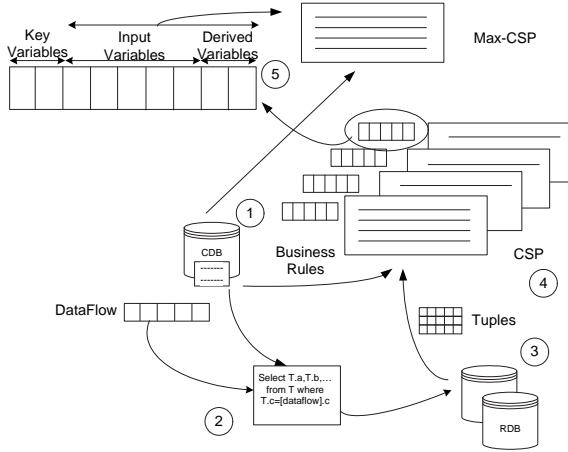 Key Variables
Input Variables
Derived Variables
Max-CSP
5
1
CDB
Business Rules
CSP
4
DataFlow
Tuples
3
Select T.a,T.b,...
from T where
T.c=[dataflow].c
2
RDB